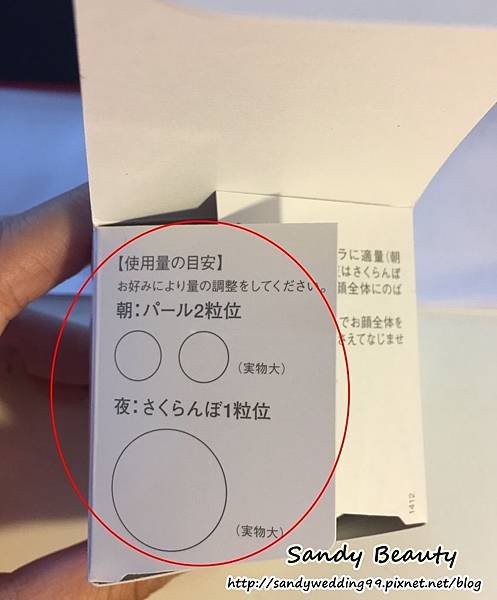 【使用量の目安】
お好みにより量の調整をしてください。
朝：パール2粒位
（実物大）
夜：さくらんぼ1粒位
（実物大）
ラに適量（朝
はさくらんぼ
顔全体にのば
でお顔全体を
さえてなじませ
1412
Sandy Beauty
http://sandywedding99.pixnet.net/blog